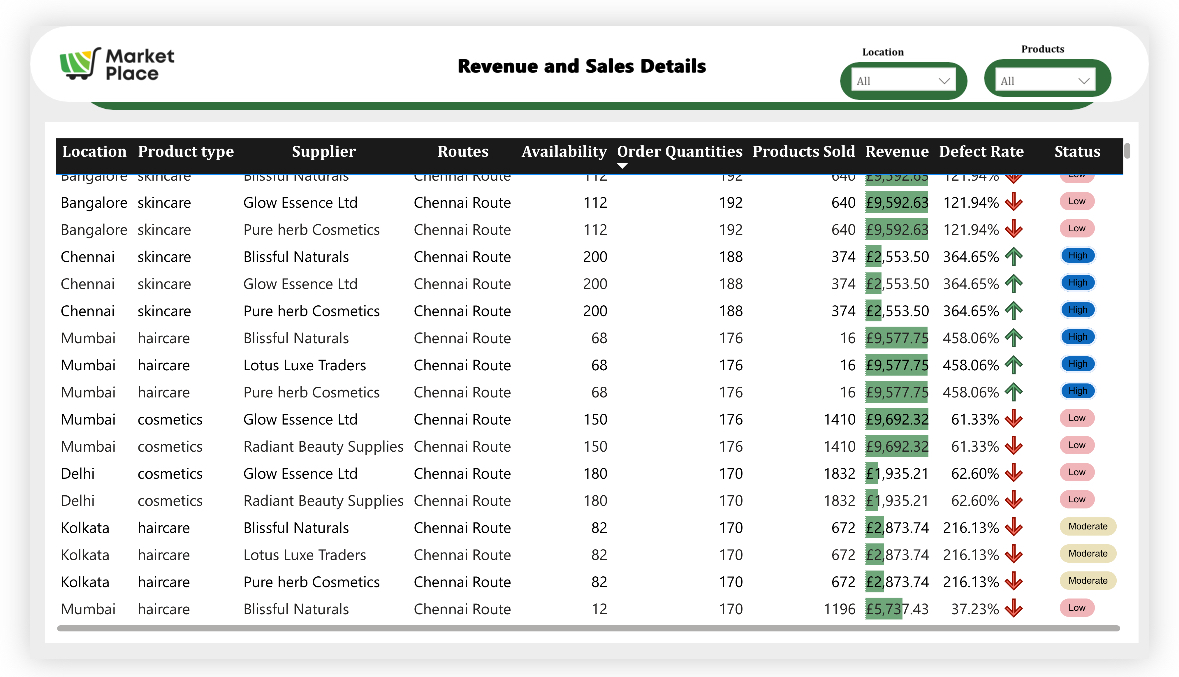 Market
Place
Revenue and Sales Details
Location
All
Products
All
Location Product type Supplier Routes Availability Order Quantities Products Sold Revenue Defect Rate Status
Bangalore skincare Blissful Naturals Chennai Route 112 192 640 £9,592.63 121.94% Low
Bangalore skincare Glow Essence Ltd Chennai Route 112 192 640 £9,592.63 121.94% Low
Bangalore skincare Pure herb Cosmetics Chennai Route 112 192 640 £9,592.63 121.94% Low
Chennai skincare Blissful Naturals Chennai Route 200 188 374 £2,553.50 364.65% High
Chennai skincare Glow Essence Ltd Chennai Route 200 188 374 £2,553.50 364.65% High
Chennai skincare Pure herb Cosmetics Chennai Route 200 188 374 £2,553.50 364.65% High
Mumbai haircare Blissful Naturals Chennai Route 68 176 16 £9,577.75 458.06% High
Mumbai haircare Lotus Luxe Traders Chennai Route 68 176 16 £9,577.75 458.06% High
Mumbai haircare Pure herb Cosmetics Chennai Route 68 176 16 £9,577.75 458.06% High
Mumbai cosmetics Glow Essence Ltd Chennai Route 150 176 1410 £9,692.32 61.33% Low
Mumbai cosmetics Radiant Beauty Supplies Chennai Route 150 176 1410 £9,692.32 61.33% Low
Delhi cosmetics Glow Essence Ltd Chennai Route 180 170 1832 £1,935.21 62.60% Low
Delhi cosmetics Radiant Beauty Supplies Chennai Route 180 170 1832 £1,935.21 62.60% Low
Kolkata haircare Blissful Naturals Chennai Route 82 170 672 £2,873.74 216.13% Moderate
Kolkata haircare Lotus Luxe Traders Chennai Route 82 170 672 £2,873.74 216.13% Moderate
Kolkata haircare Pure herb Cosmetics Chennai Route 82 170 672 £2,873.74 216.13% Moderate
Mumbai haircare Blissful Naturals Chennai Route 12 170 1196 £5,737.43 37.23% Low